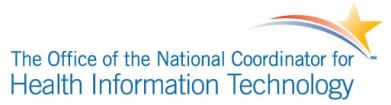 The Office of the National Coordinator for
Health Information Technology